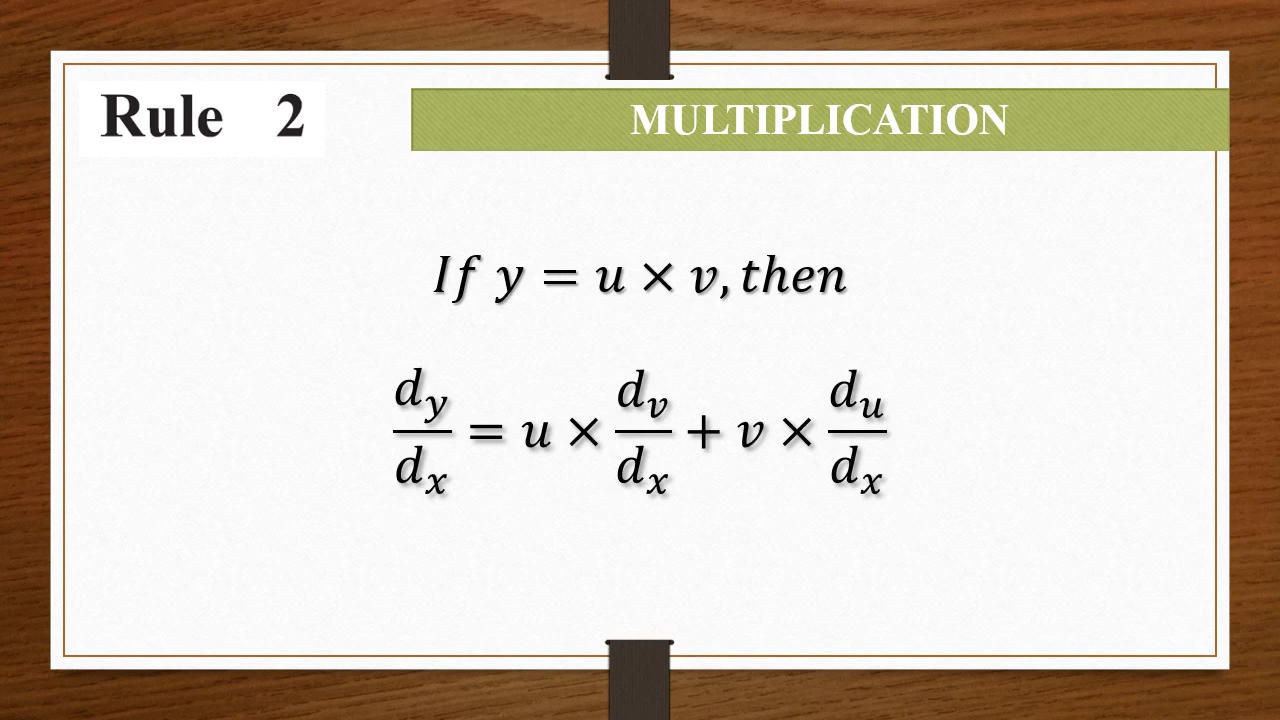 Rule 2
MULTIPLICATION
If y = u × v, then
d_y/d_x = u × d_v/d_x + v × d_u/d_x